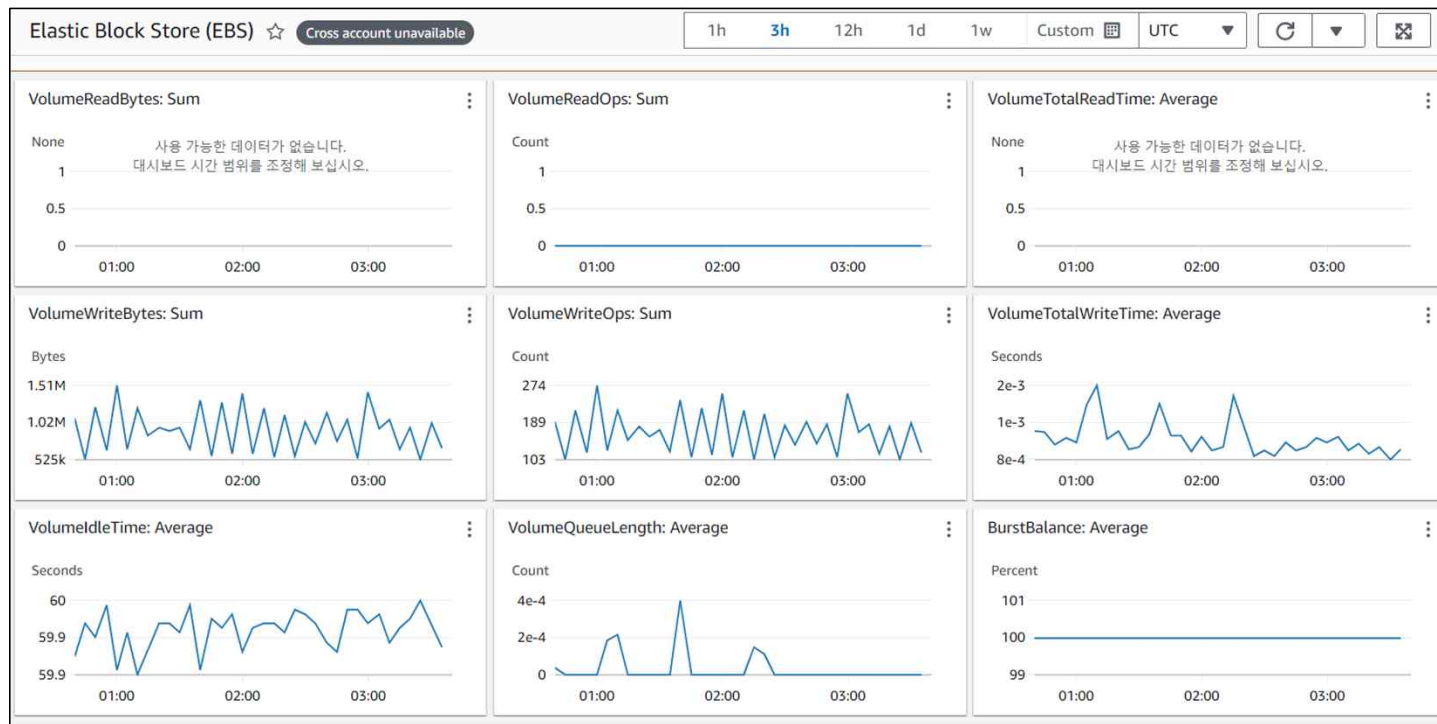 Elastic Block Store (EBS) Cross account unavailable 1h 3h 12h 1d 1w Custom UTC
VolumeReadBytes: Sum
None
사용 가능한 데이터가 없습니다.
대시보드 시간 범위를 조정해 보십시오.
1
0.5
0
01:00 02:00 03:00
VolumeReadOps: Sum
Count
1
0.5
0
01:00 02:00 03:00
VolumeTotalReadTime: Average
None
사용 가능한 데이터가 없습니다.
대시보드 시간 범위를 조정해 보십시오.
1
0.5
0
01:00 02:00 03:00
VolumeWriteBytes: Sum
Bytes
1.51M
1.02M
525k
01:00 02:00 03:00
VolumeWriteOps: Sum
Count
274
189
103
01:00 02:00 03:00
VolumeTotalWriteTime: Average
Seconds
2e-3
1e-3
8e-4
01:00 02:00 03:00
VolumeIdleTime: Average
Seconds
60
59.9
59.9
01:00 02:00 03:00
VolumeQueueLength: Average
Count
4e-4
2e-4
0
01:00 02:00 03:00
BurstBalance: Average
Percent
101
100
99
01:00 02:00 03:00